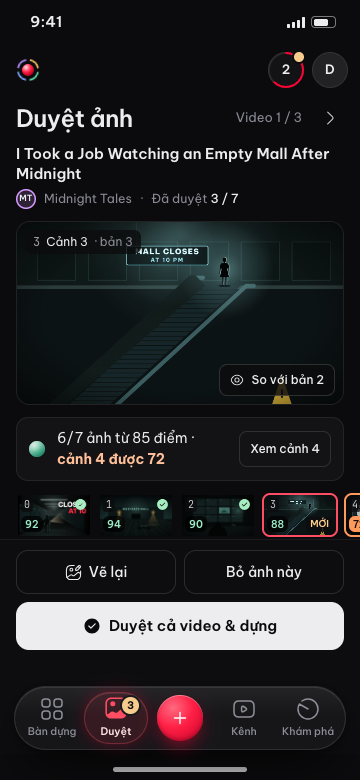 9:41
2
D
Duyệt ảnh
Video 1 / 3
I Took a Job Watching an Empty Mall After
Midnight
MT Midnight Tales · Đã duyệt 3 / 7
3 Cảnh 3 · bản 3
MALL CLOSES
AT 10 PM
So với bản 2
6/7 ảnh từ 85 điểm ·
cảnh 4 được 72
Xem cảnh 4
0 1 2 3 4
92 94 90 88 MỚI
Vẽ lại
Bỏ ảnh này
Duyệt cả video & dựng
3
Bàn dựng Duyệt Kênh Khám phá